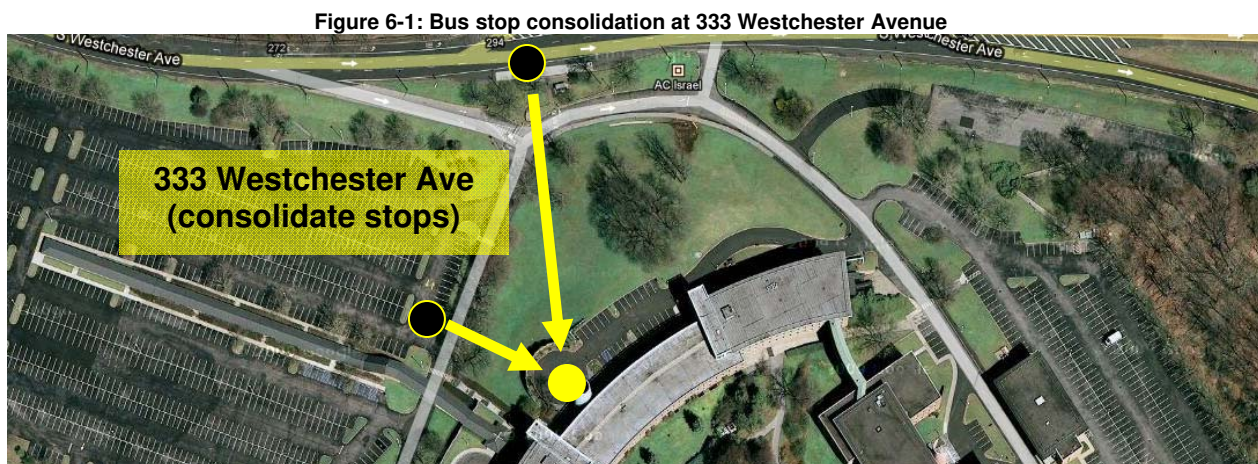 Figure 6-1: Bus stop consolidation at 333 Westchester Avenue
S Westchester Ave
272
294
S Westchester Ave
AC Israel
333 Westchester Ave
(consolidate stops)